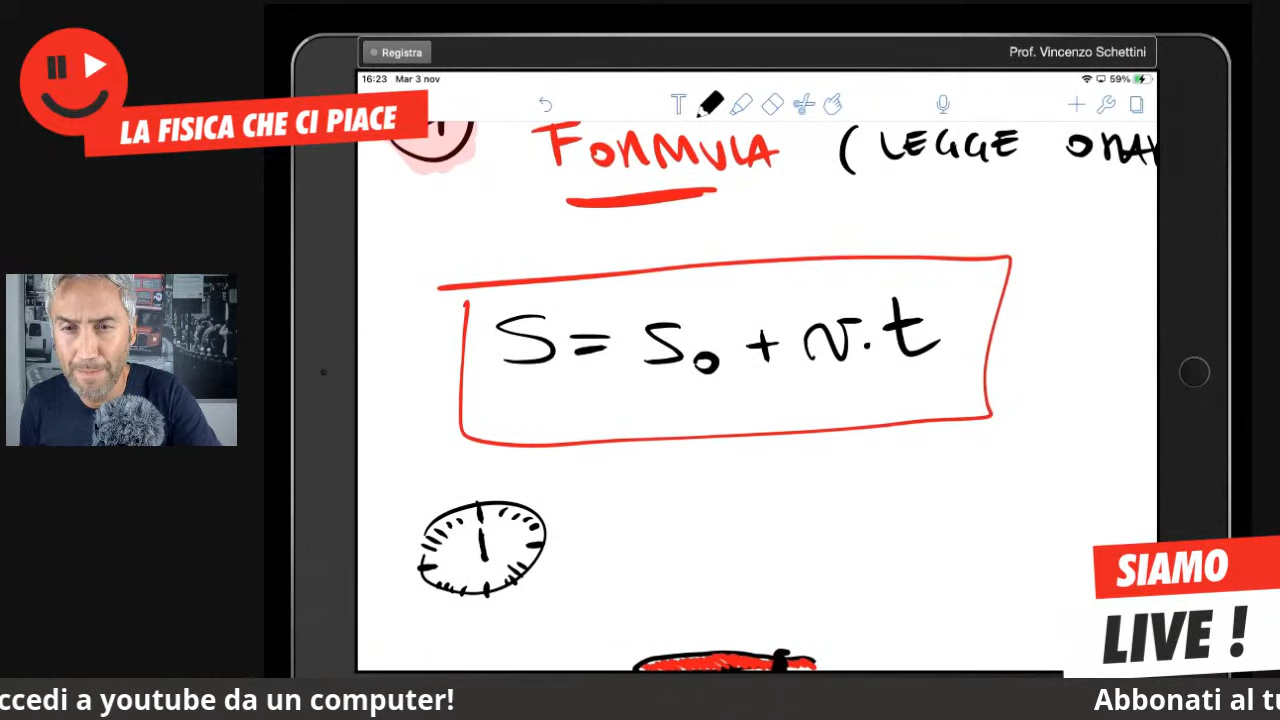 Registra
Prof. Vincenzo Schettini
16:23 Mar 3 nov
59%
LA FISICA CHE CI PIACE
FORMULA (LEGGE ORAR
S = S₀ + v·t
SIAMO
LIVE !
ccedi a youtube da un computer!
Abbonati al tu